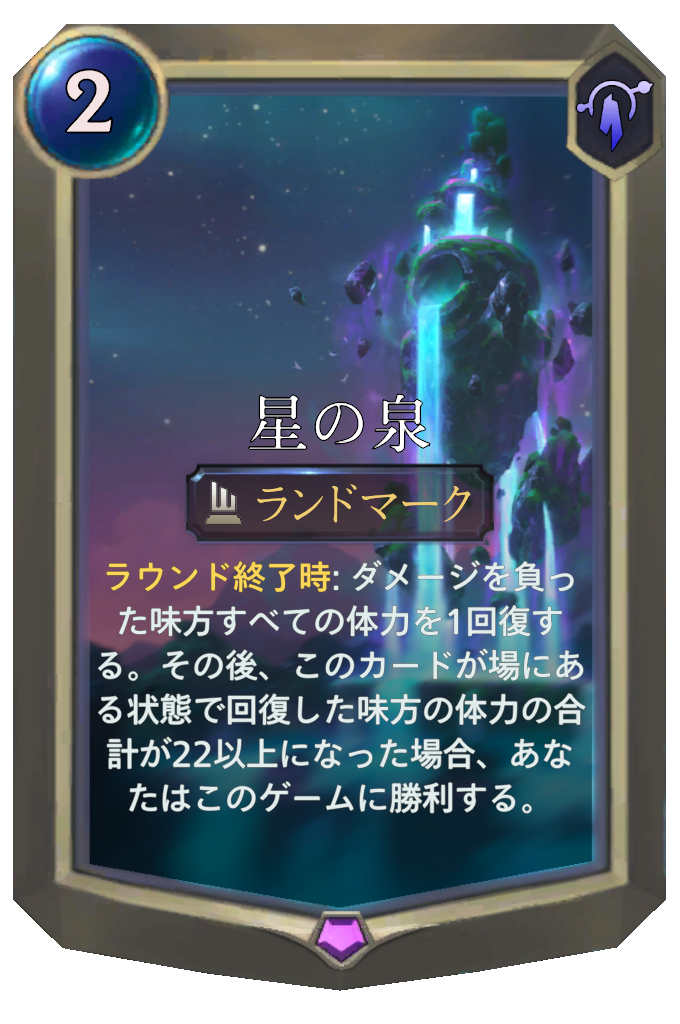 2
星の泉
ランドマーク
ラウンド終了時: ダメージを負っ
た味方すべての体力を1回復す
る。その後、このカードが場にあ
る状態で回復した味方の体力の合
計が22以上になった場合、あな
たはこのゲームに勝利する。